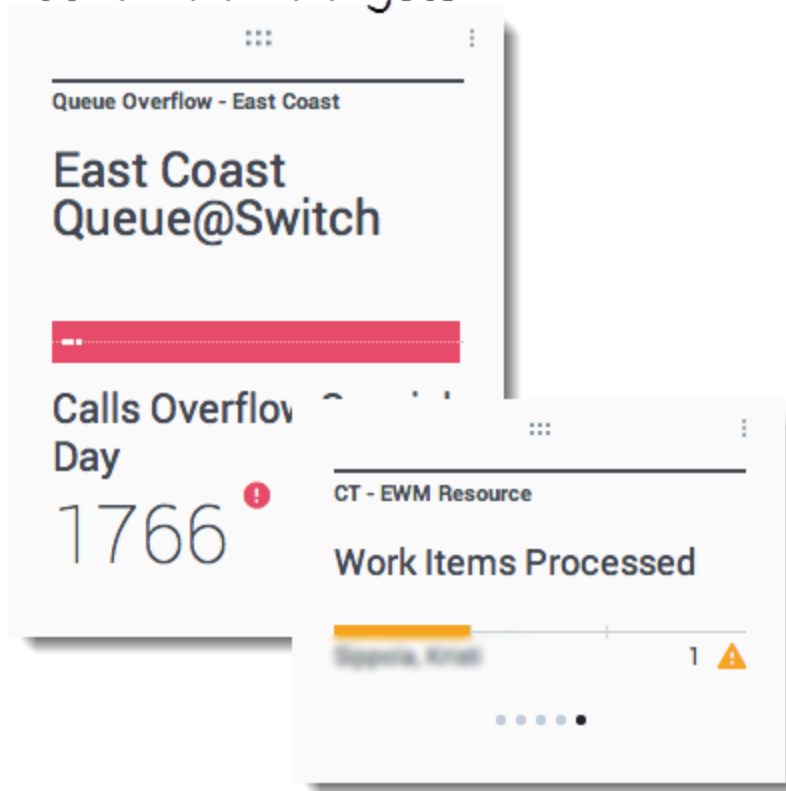 Queue Overflow - East Coast
East Coast
Queue@Switch
Calls Overflow
Day
1766
CT - EWM Resource
Work Items Processed
1